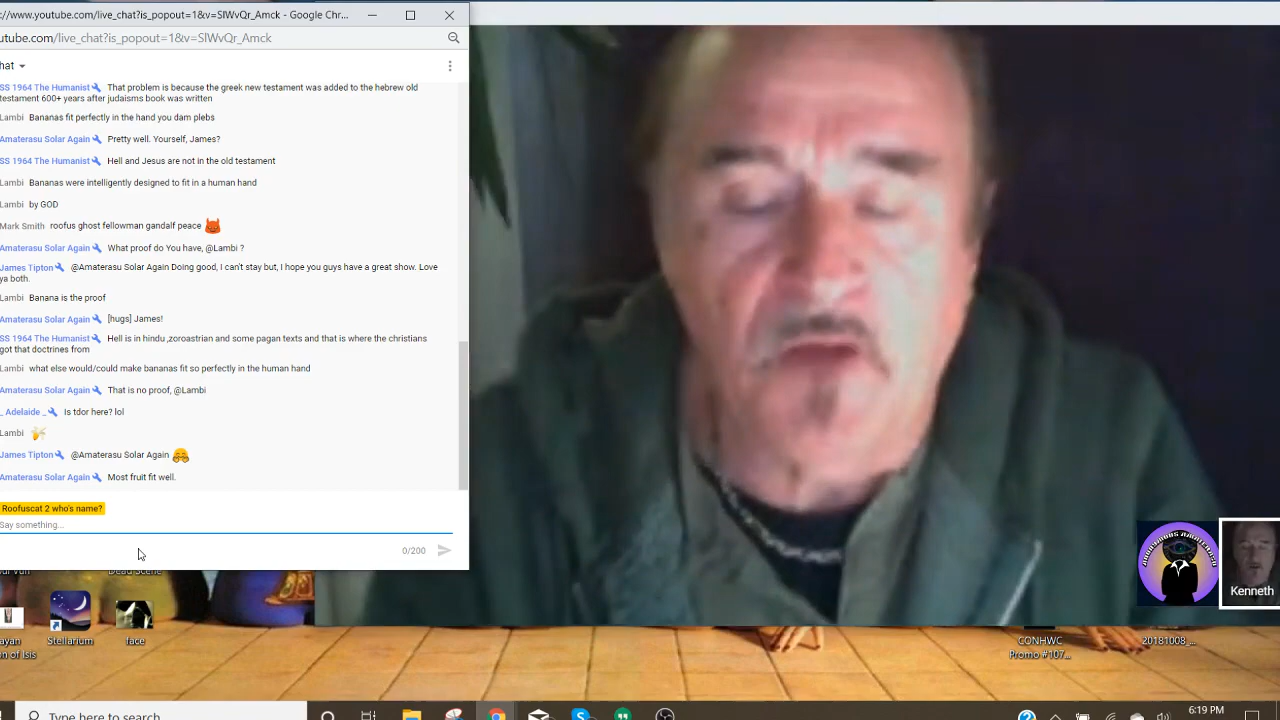 ://www.youtube.com/live_chat?is_popout=1&v=SlWvQr_Amck - Google Chr...
utube.com/live_chat?is_popout=1&v=SlWvQr_Amck
hat
SS 1964 The Humanist That problem is because the greek new testament was added to the hebrew old
testament 600+ years after judaisms book was written
Lambi Bananas fit perfectly in the hand you dam plebs
Amaterasu Solar Again Pretty well. Yourself, James?
SS 1964 The Humanist Hell and Jesus are not in the old testament
Lambi Bananas were intelligently designed to fit in a human hand
Lambi by GOD
Mark Smith roofus ghost fellowman gandalf peace
Amaterasu Solar Again What proof do You have, @Lambi ?
James Tipton @Amaterasu Solar Again Doing good, I can't stay but, I hope you guys have a great show. Love
ya both.
Lambi Banana is the proof
Amaterasu Solar Again [hugs] James!
SS 1964 The Humanist Hell is in hindu ,zoroastrian and some pagan texts and that is where the christians
got that doctrines from
Lambi what else would/could make bananas fit so perfectly in the human hand
Amaterasu Solar Again That is no proof, @Lambi
_ Adelaide _ Is tdor here? lol
Lambi
James Tipton @Amaterasu Solar Again
Amaterasu Solar Again Most fruit fit well.
Roofuscat 2 who's name?
Say something...
0/200
Kenneth
Dead Scene
ayan
on of Isis
Stellarium
face
CONHWC
Promo #107...
20181008_...
Type here to search
6:19 PM